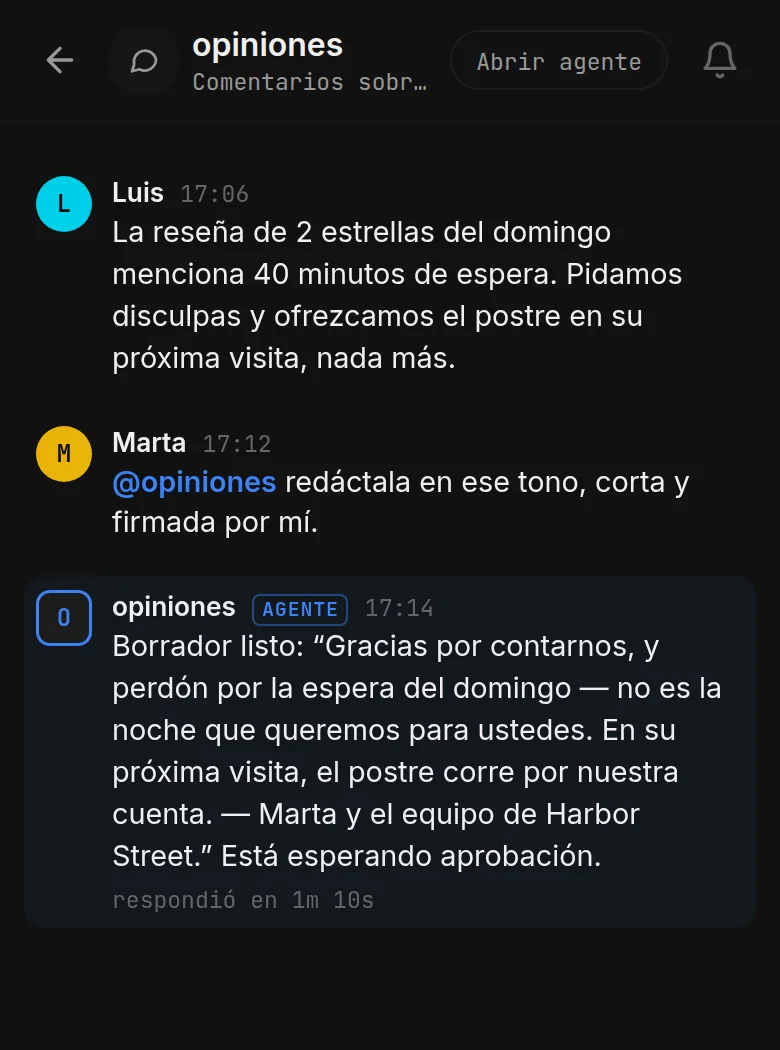 opiniones
Comentarios sobr…
Abrir agente
L
Luis 17:06
La reseña de 2 estrellas del domingo
menciona 40 minutos de espera. Pidamos
disculpas y ofrezcamos el postre en su
próxima visita, nada más.
M
Marta 17:12
@opiniones redáctala en ese tono, corta y
firmada por mí.
O
opiniones AGENTE 17:14
Borrador listo: “Gracias por contarnos, y
perdón por la espera del domingo — no es la
noche que queremos para ustedes. En su
próxima visita, el postre corre por nuestra
cuenta. — Marta y el equipo de Harbor
Street.” Está esperando aprobación.
respondió en 1m 10s